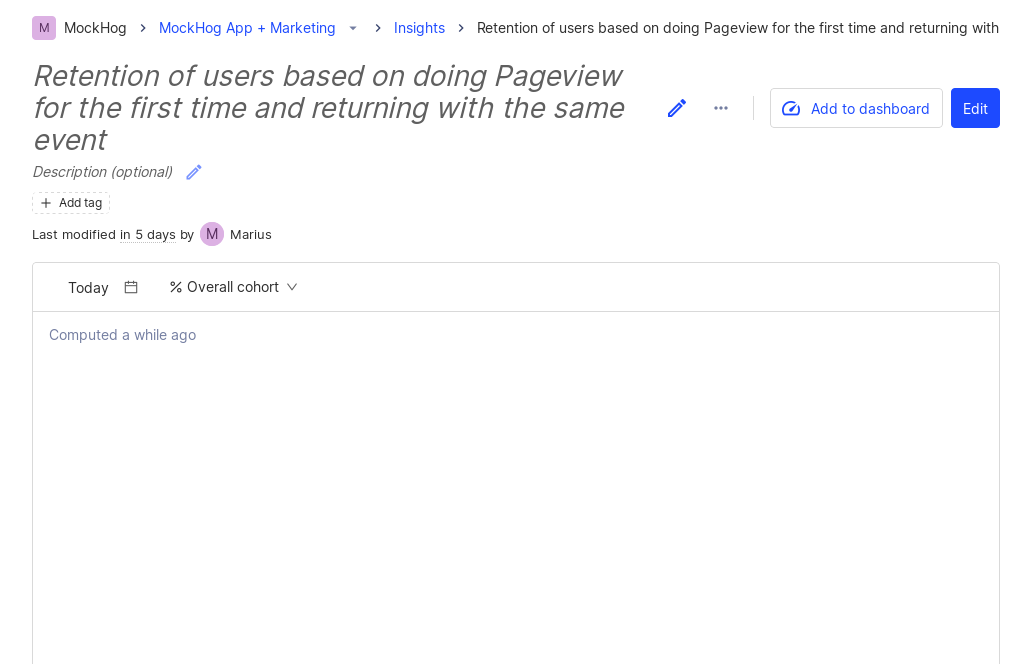 M MockHog MockHog App + Marketing Insights Retention of users based on doing Pageview for the first time and returning with
Retention of users based on doing Pageview
for the first time and returning with the same
event
Add to dashboard
Edit
Description (optional)
Add tag
Last modified in 5 days by M Marius
Today % Overall cohort
Computed a while ago